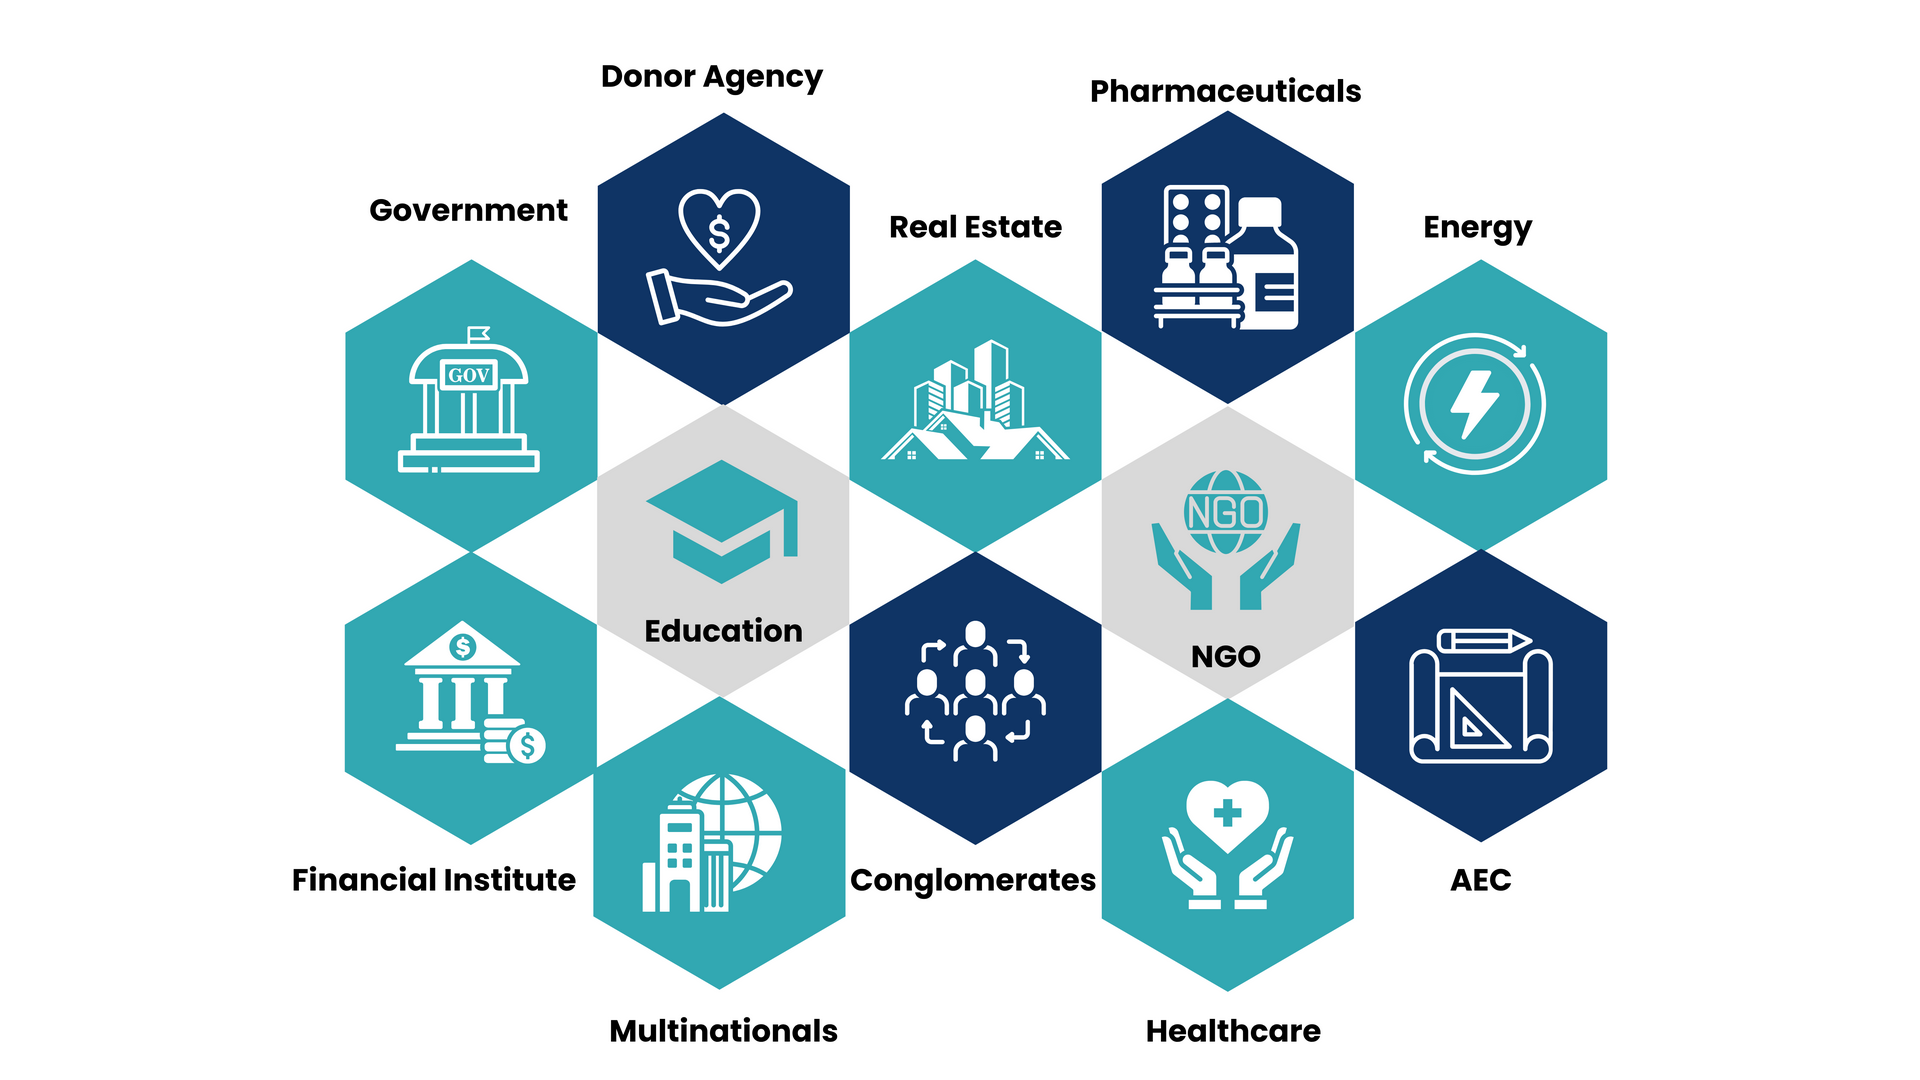 Donor Agency
Pharmaceuticals
Government
Real Estate
Energy
$
GOV
NGO
Education
NGO
$
$
Financial Institute
Conglomerates
AEC
Multinationals
Healthcare